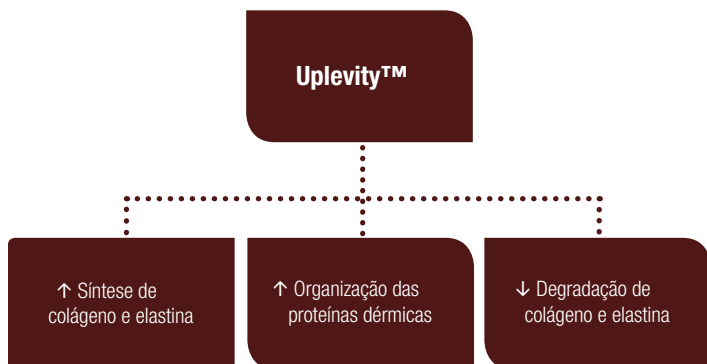 Uplevity™
↑ Síntese de
colágeno e elastina
↑ Organização das
proteínas dérmicas
↓ Degradação de
colágeno e elastina